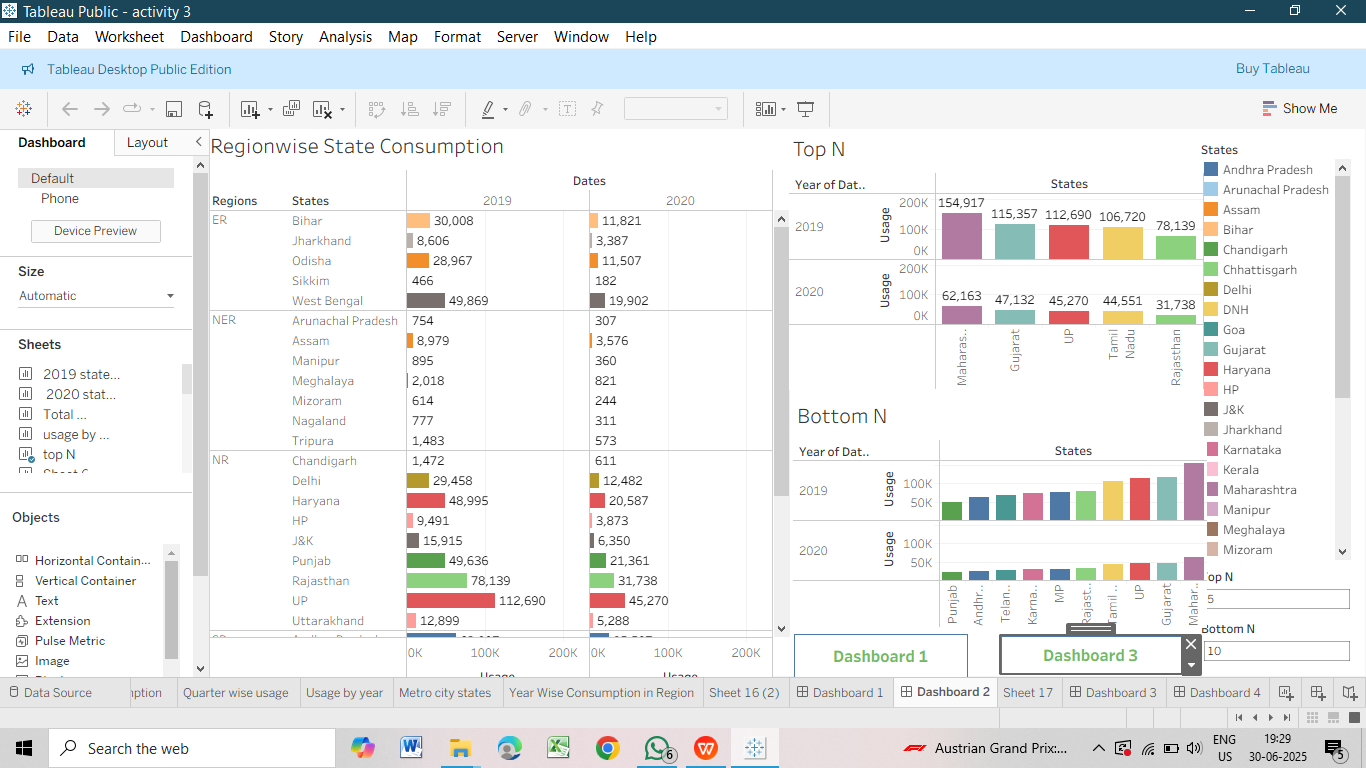 Tableau Public - activity 3
File Data Worksheet Dashboard Story Analysis Map Format Server Window Help
Tableau Desktop Public Edition
Buy Tableau
Show Me
Dashboard Layout
Default
Phone
Device Preview
Size
Automatic
Sheets
2019 state...
2020 stat...
Total ...
usage by ...
top N
Objects
Horizontal Contain...
Vertical Container
Text
Extension
Pulse Metric
Image
Regionwise State Consumption
Dates
Regions States 2019 2020
ER Bihar 30,008 11,821
Jharkhand 8,606 3,387
Odisha 28,967 11,507
Sikkim 466 182
West Bengal 49,869 19,902
NER Arunachal Pradesh 754 307
Assam 8,979 3,576
Manipur 895 360
Meghalaya 2,018 821
Mizoram 614 244
Nagaland 777 311
Tripura 1,483 573
NR Chandigarh 1,472 611
Delhi 29,458 12,482
Haryana 48,995 20,587
HP 9,491 3,873
J&K 15,915 6,350
Punjab 49,636 21,361
Rajasthan 78,139 31,738
UP 112,690 45,270
Uttarakhand 12,899 5,288
0K 100K 200K 0K 100K 200K
Top N
Year of Dat.. States
2019 Usage 200K 100K 0K
154,917 115,357 112,690 106,720 78,139
2020 Usage 200K 100K 0K
62,163 47,132 45,270 44,551 31,738
Maharas.. Gujarat UP Tamil Nadu Rajasthan
Bottom N
Year of Dat.. States
2019 Usage 100K 50K
2020 Usage 100K 50K
Punjab Andhr.. Telan.. Karna.. MP Rajast.. Tamil .. UP Gujarat Mahar..
Dashboard 1 Dashboard 3
States
Andhra Pradesh
Arunachal Pradesh
Assam
Bihar
Chandigarh
Chhattisgarh
Delhi
DNH
Goa
Gujarat
Haryana
HP
J&K
Jharkhand
Karnataka
Kerala
Maharashtra
Manipur
Meghalaya
Mizoram
Top N
5
Bottom N
10
Data Source Quarter wise usage Usage by year Metro city states Year Wise Consumption in Region Sheet 16 (2) Dashboard 1 Dashboard 2 Sheet 17 Dashboard 3 Dashboard 4
Search the web
6
Austrian Grand Prix:...
ENG
US
19:29
30-06-2025
5